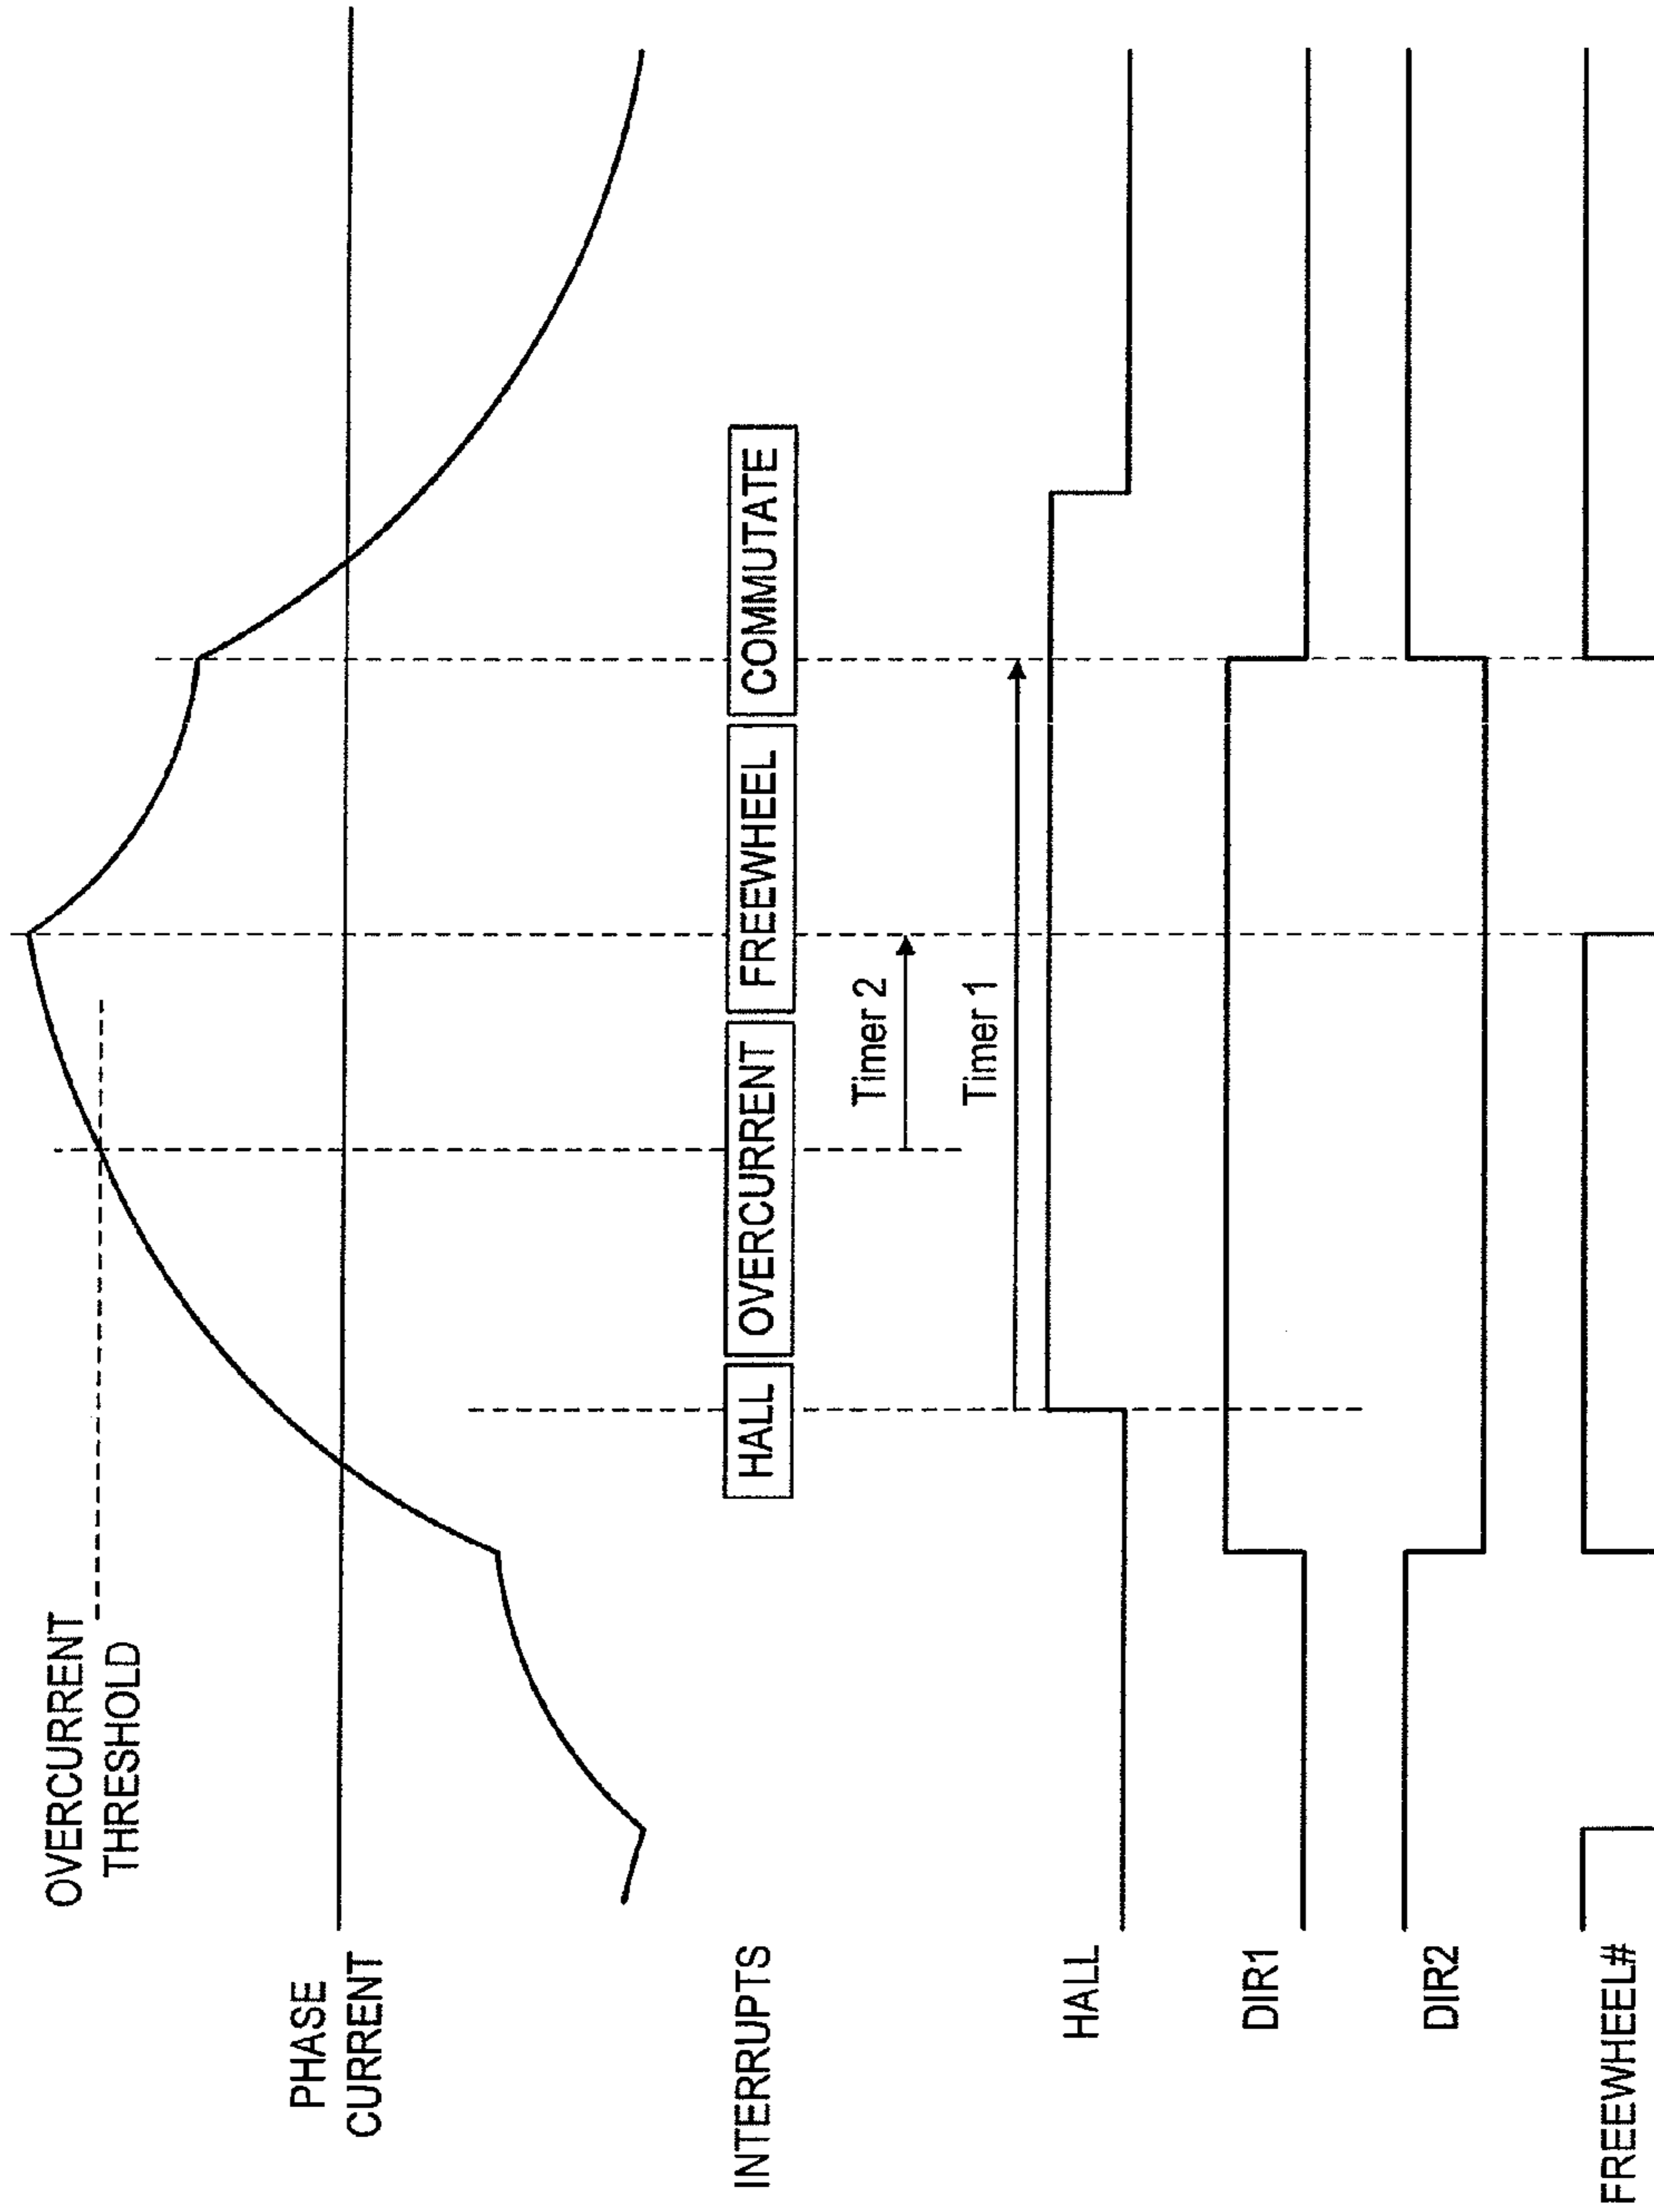 OVERCURRENT
THRESHOLD
PHASE
CURRENT
INTERRUPTS
HALL
OVERCURRENT
FREEWHEEL
COMMUTATE
Timer 2
Timer 1
HALL
DIR1
DIR2
FREEWHEEL#